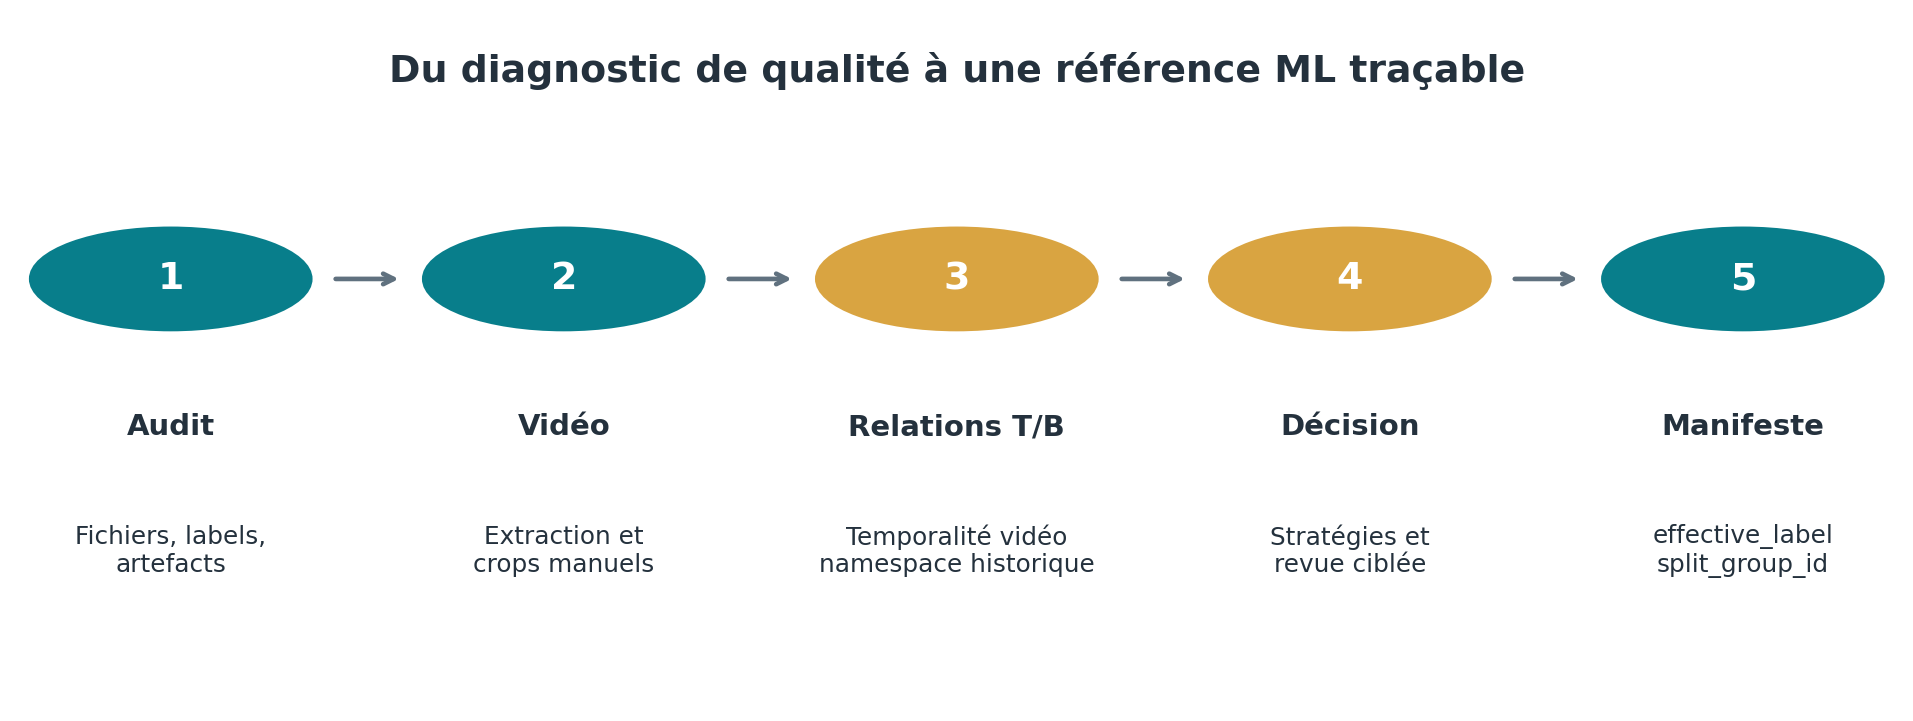 Du diagnostic de qualité à une référence ML traçable
1
2
3
4
5
Audit
Vidéo
Relations T/B
Décision
Manifeste
Fichiers, labels,
artefacts
Extraction et
crops manuels
Temporalité vidéo
namespace historique
Stratégies et
revue ciblée
effective_label
split_group_id